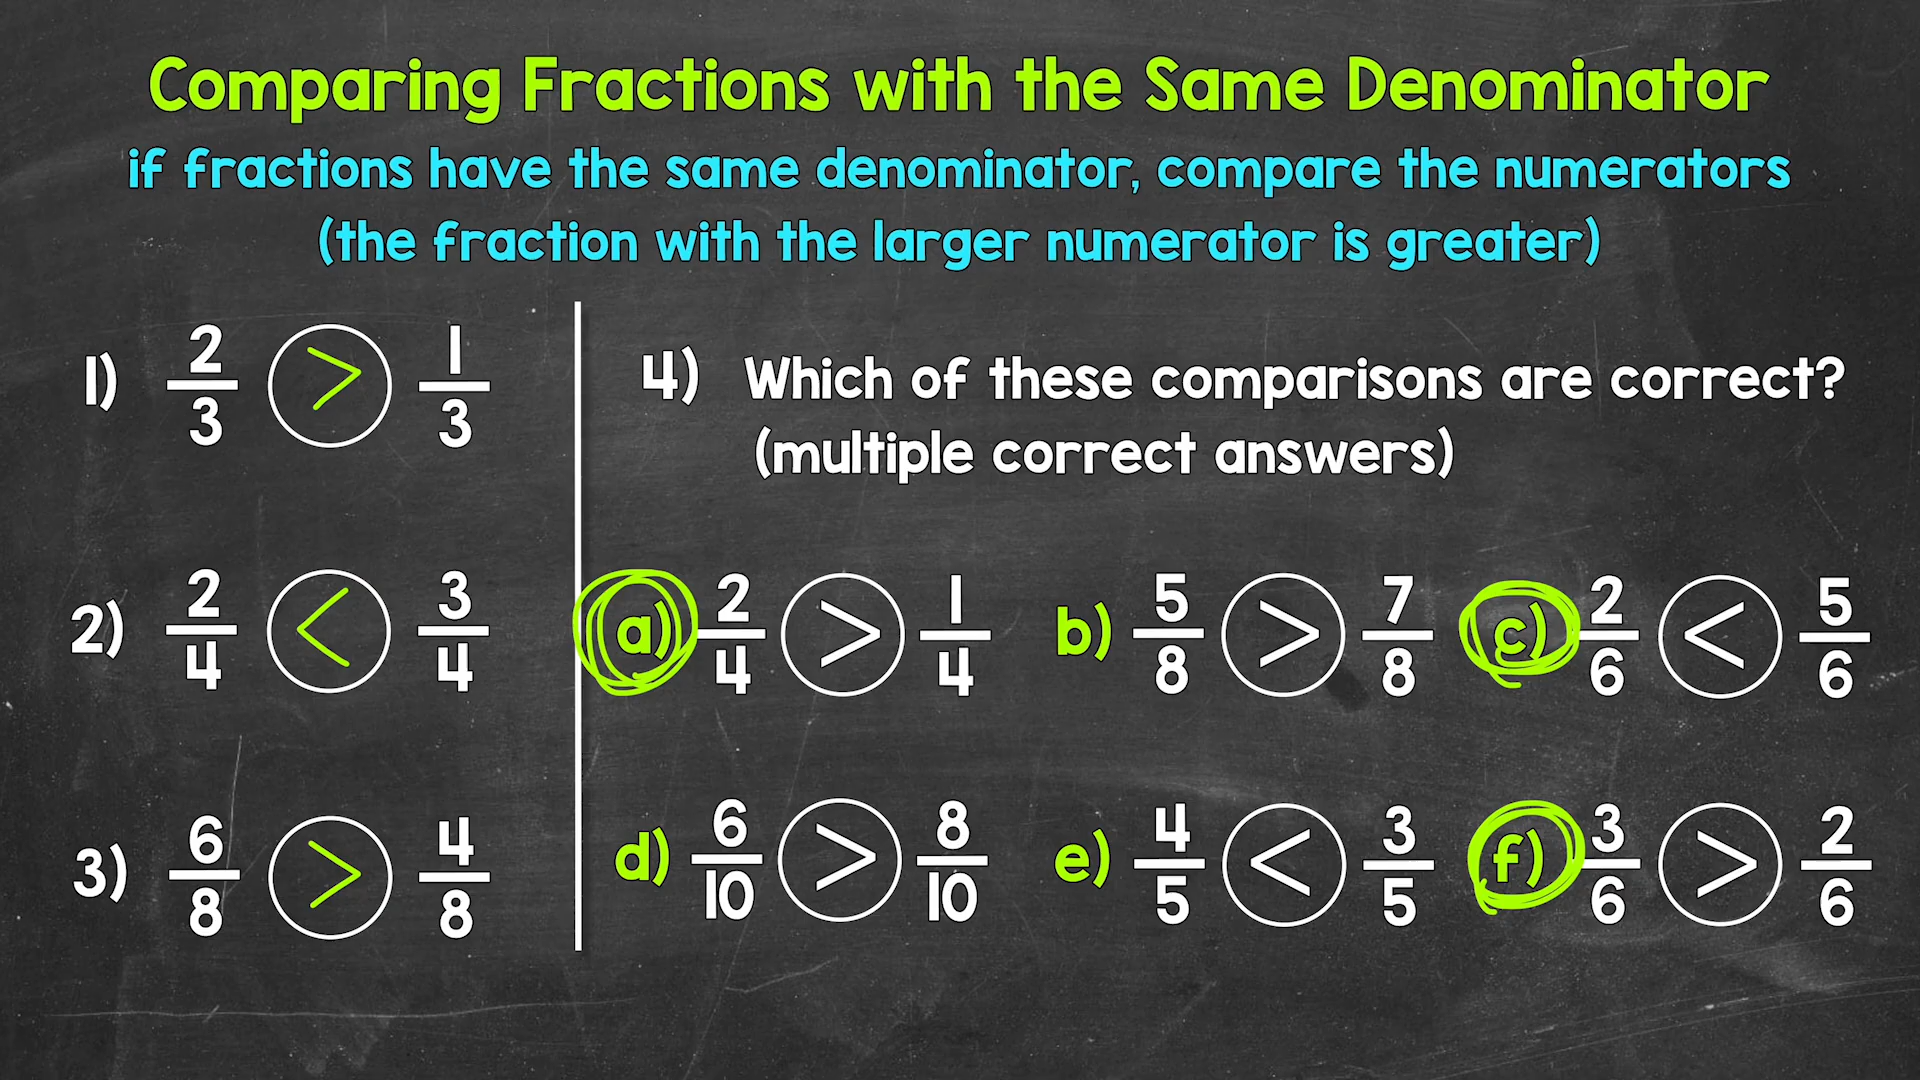 Comparing Fractions with the Same Denominator
if fractions have the same denominator, compare the numerators
(the fraction with the larger numerator is greater)
1) 2/3 > 1/3
2) 2/4 < 3/4
3) 6/8 > 4/8
4) Which of these comparisons are correct?
(multiple correct answers)
a) 2/4 > 1/4 b) 5/8 > 7/8 c) 2/6 < 5/6
d) 6/10 > 8/10 e) 4/5 < 3/5 f) 3/6 > 2/6